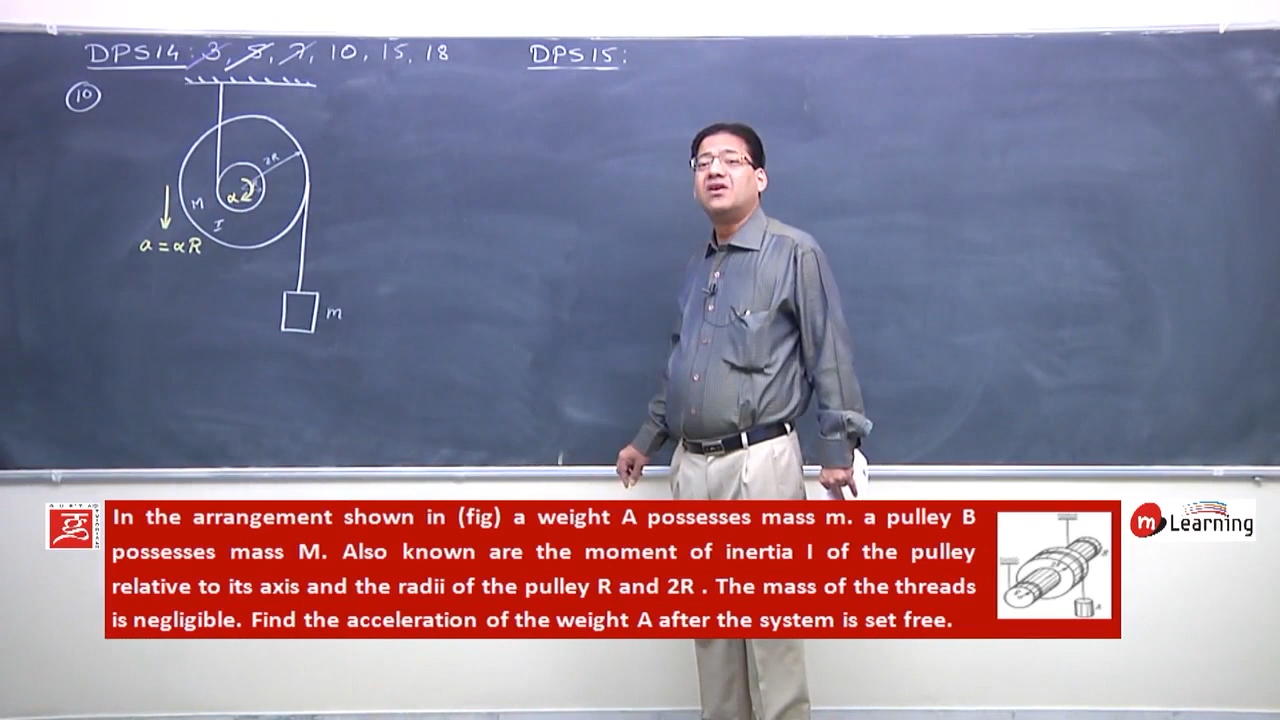 DPS14: 3, 8, 7, 10, 15, 18
DPS15:
10
2R
M
α
I
a = αR
m
In the arrangement shown in (fig) a weight A possesses mass m. a pulley B
possesses mass M. Also known are the moment of inertia I of the pulley
relative to its axis and the radii of the pulley R and 2R . The mass of the threads
is negligible. Find the acceleration of the weight A after the system is set free.
m Learning